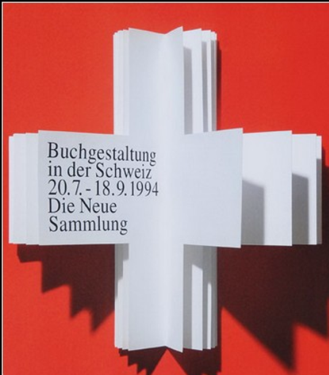 Buchgestaltung
in der Schweiz
20.7.-18.9.1994
Die Neue
Sammlung